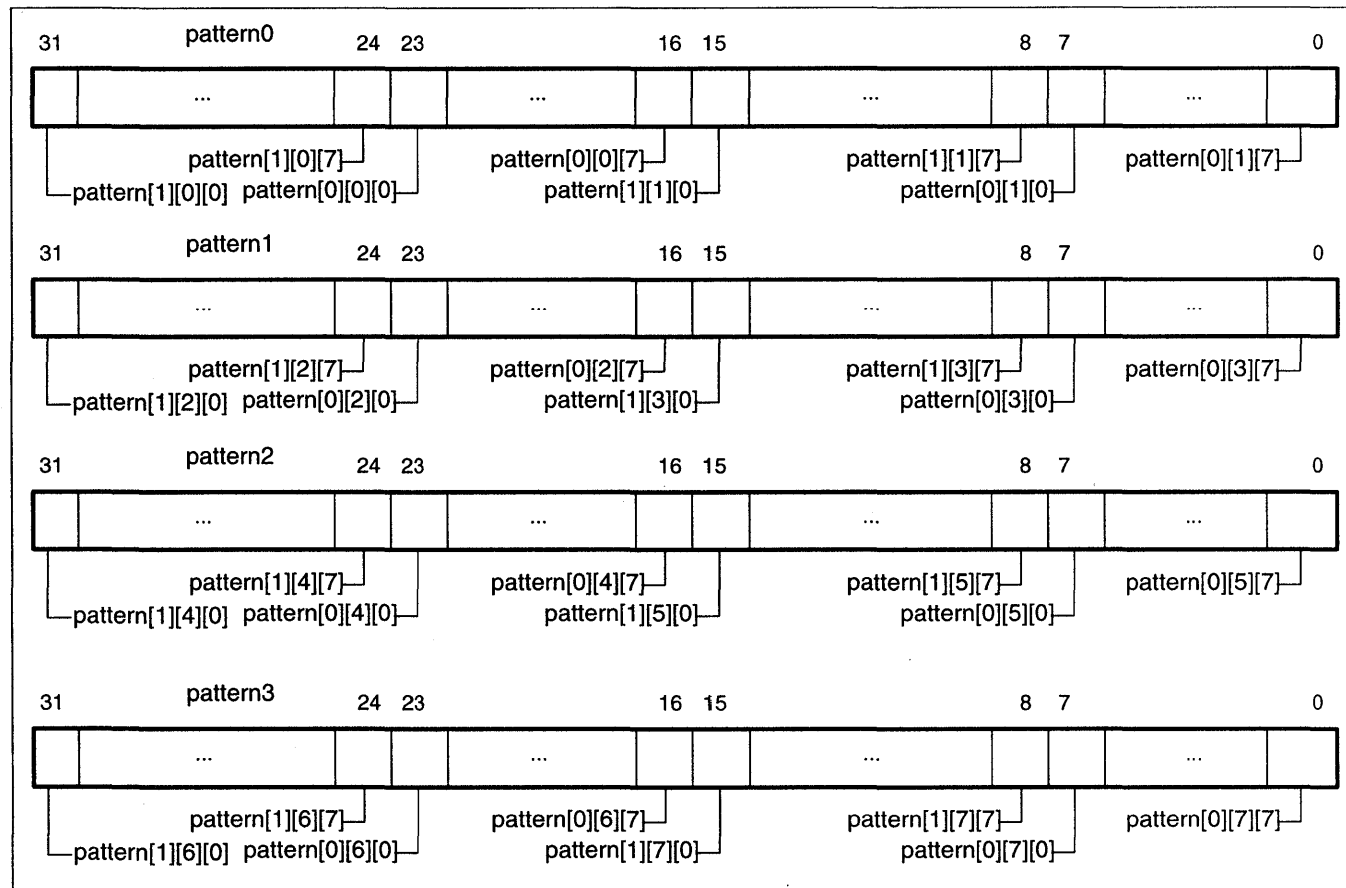 pattern0
31 24 23 16 15 8 7 0
... ... ... ...
pattern[1][0][7] pattern[0][0][7] pattern[1][1][7] pattern[0][1][7]
pattern[1][0][0] pattern[0][0][0] pattern[1][1][0] pattern[0][1][0]
pattern1
31 24 23 16 15 8 7 0
... ... ... ...
pattern[1][2][7] pattern[0][2][7] pattern[1][3][7] pattern[0][3][7]
pattern[1][2][0] pattern[0][2][0] pattern[1][3][0] pattern[0][3][0]
pattern2
31 24 23 16 15 8 7 0
... ... ... ...
pattern[1][4][7] pattern[0][4][7] pattern[1][5][7] pattern[0][5][7]
pattern[1][4][0] pattern[0][4][0] pattern[1][5][0] pattern[0][5][0]
pattern3
31 24 23 16 15 8 7 0
... ... ... ...
pattern[1][6][7] pattern[0][6][7] pattern[1][7][7] pattern[0][7][7]
pattern[1][6][0] pattern[0][6][0] pattern[1][7][0] pattern[0][7][0]